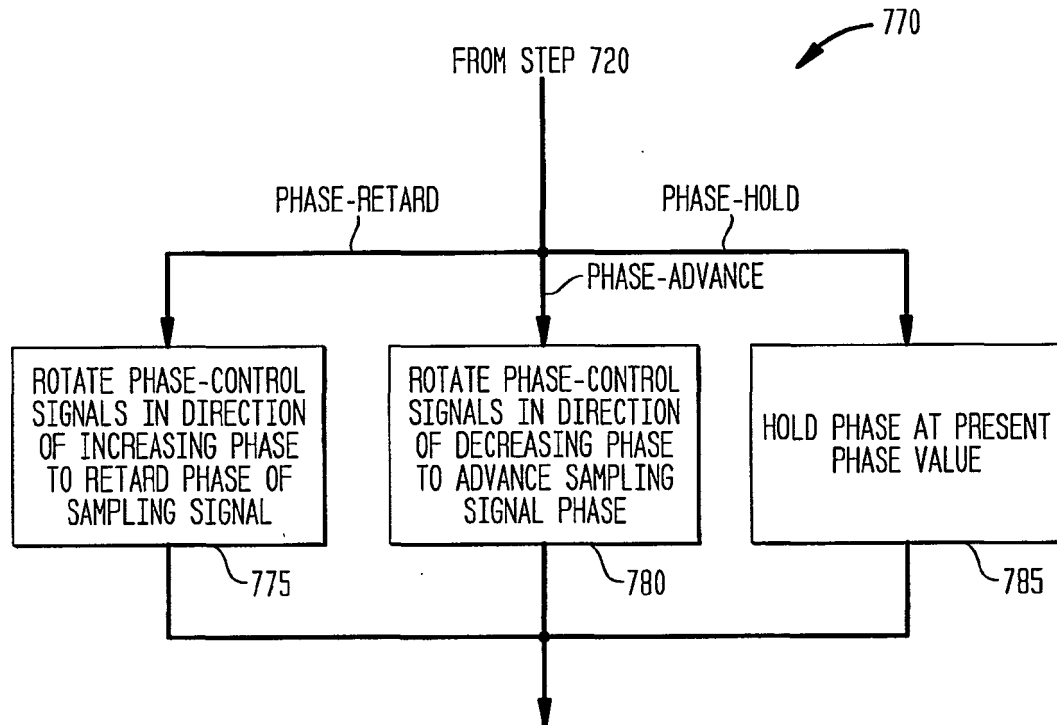 770
FROM STEP 720
PHASE-RETARD
PHASE-HOLD
PHASE-ADVANCE
ROTATE PHASE-CONTROL
SIGNALS IN DIRECTION
OF INCREASING PHASE
TO RETARD PHASE OF
SAMPLING SIGNAL
775
ROTATE PHASE-CONTROL
SIGNALS IN DIRECTION
OF DECREASING PHASE
TO ADVANCE SAMPLING
SIGNAL PHASE
780
HOLD PHASE AT PRESENT
PHASE VALUE
785